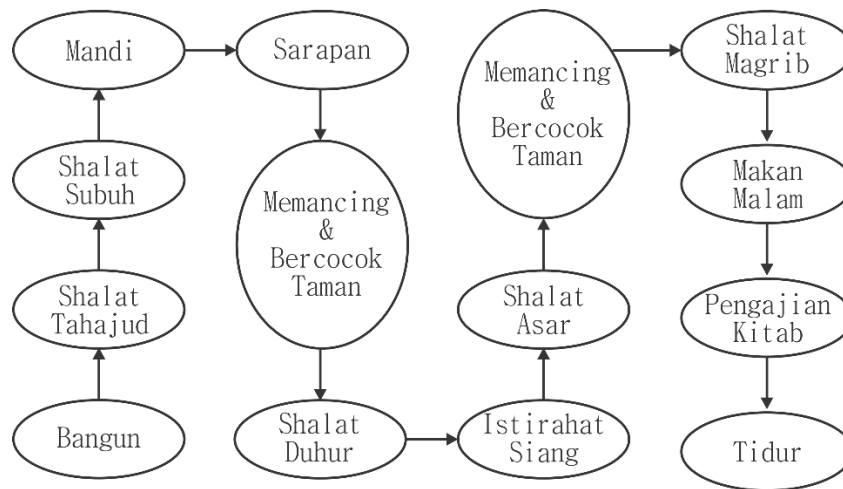 Bangun
Shalat
Tahajud
Shalat
Subuh
Mandi
Sarapan
Memancing
&
Bercocok
Taman
Shalat
Duhur
Istirahat
Siang
Shalat
Asar
Memancing
&
Bercocok
Taman
Shalat
Magrib
Makan
Malam
Pengajian
Kitab
Tidur